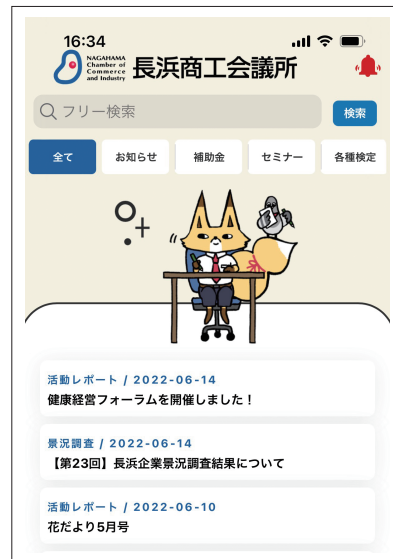 16:34
NAGAHAMA
Chamber of
Commerce
and Industry
長浜商工会議所
フリー検索
検索
全て
お知らせ
補助金
セミナー
各種検定
活動レポート / 2022-06-14
健康経営フォーラムを開催しました！
景況調査 / 2022-06-14
【第23回】長浜企業景況調査結果について
活動レポート / 2022-06-10
花だより5月号